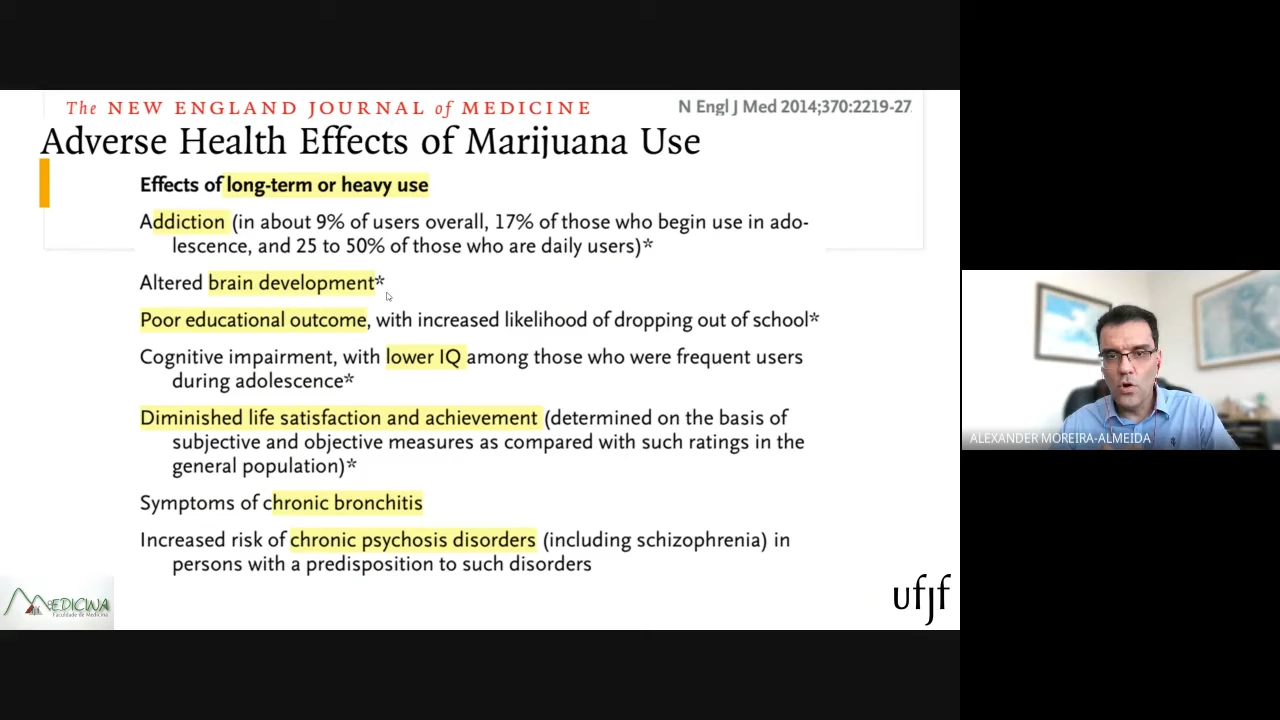 The NEW ENGLAND JOURNAL of MEDICINE
N Engl J Med 2014;370:2219-27.
Adverse Health Effects of Marijuana Use
Effects of long-term or heavy use
Addiction (in about 9% of users overall, 17% of those who begin use in ado-
lescence, and 25 to 50% of those who are daily users)*
Altered brain development*
Poor educational outcome, with increased likelihood of dropping out of school*
Cognitive impairment, with lower IQ among those who were frequent users
during adolescence*
Diminished life satisfaction and achievement (determined on the basis of
subjective and objective measures as compared with such ratings in the
general population)*
Symptoms of chronic bronchitis
Increased risk of chronic psychosis disorders (including schizophrenia) in
persons with a predisposition to such disorders
MEDICINA
Faculdade de Medicina
ufjf
ALEXANDER MOREIRA-ALMEIDA